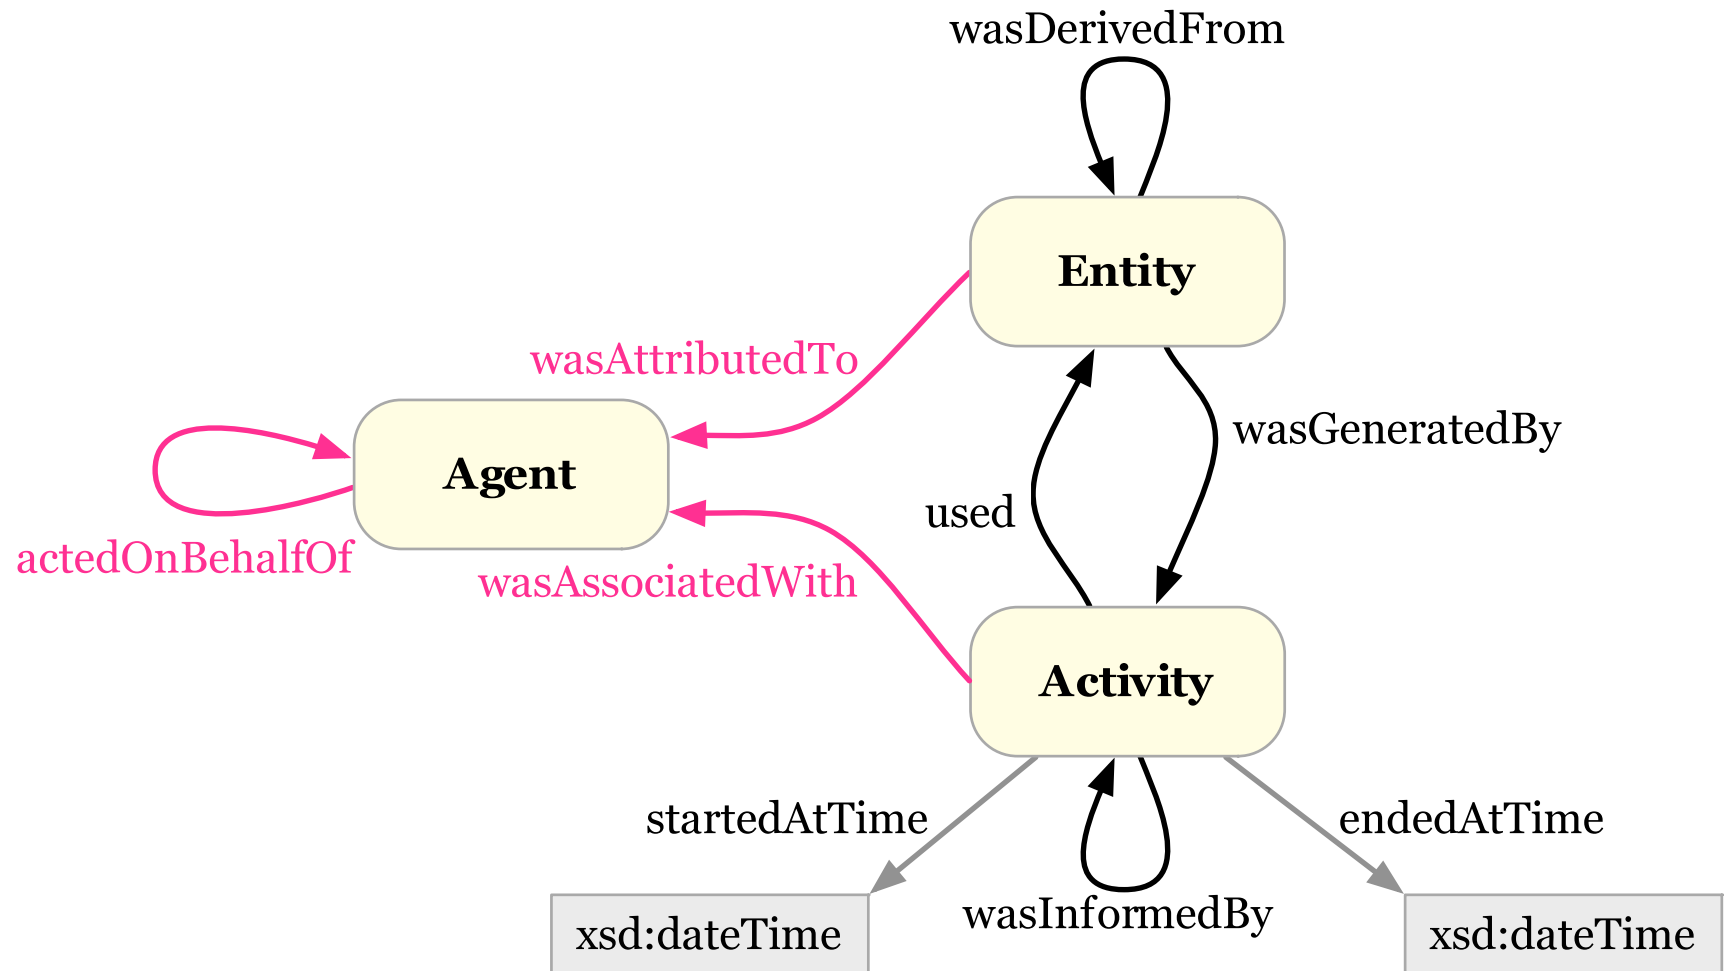 wasDerivedFrom
Entity
wasAttributedTo
wasGeneratedBy
Agent
used
actedOnBehalfOf
wasAssociatedWith
Activity
startedAtTime
endedAtTime
wasInformedBy
xsd:dateTime
xsd:dateTime